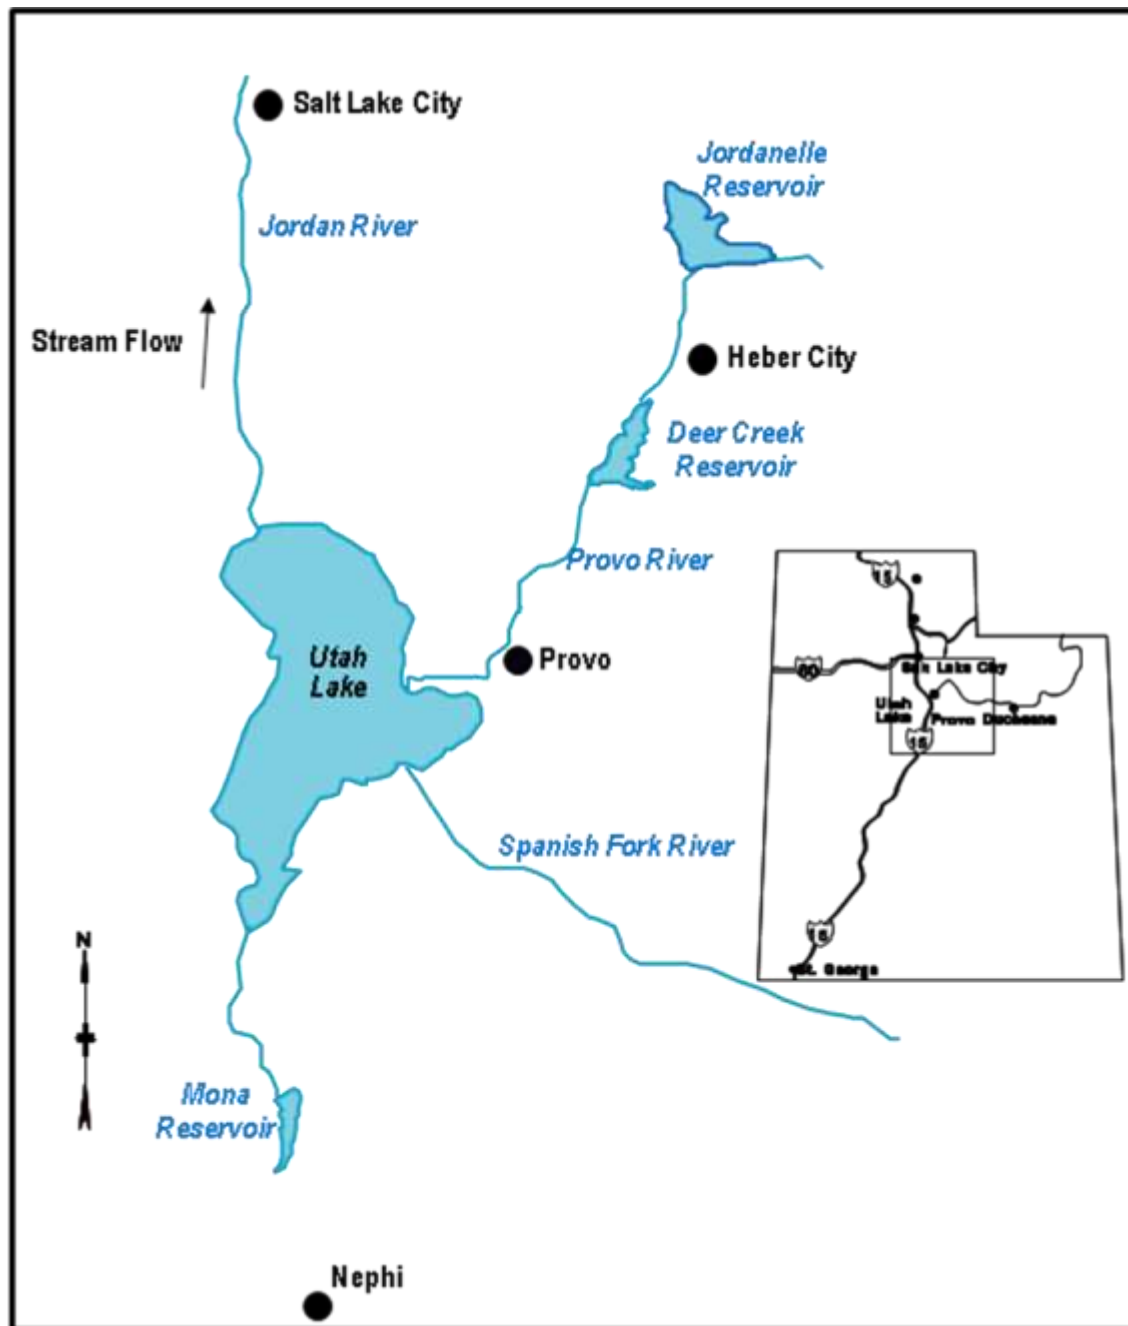 Salt Lake City
Jordanelle
Reservoir
Jordan River
Stream Flow
Heber City
Deer Creek
Reservoir
Provo River
Utah
Lake
Provo
Spanish Fork River
N
Mona
Reservoir
Nephi
15
80
Salt Lake City
Utah
Lake
Provo
Duchesne
15
15
St. George